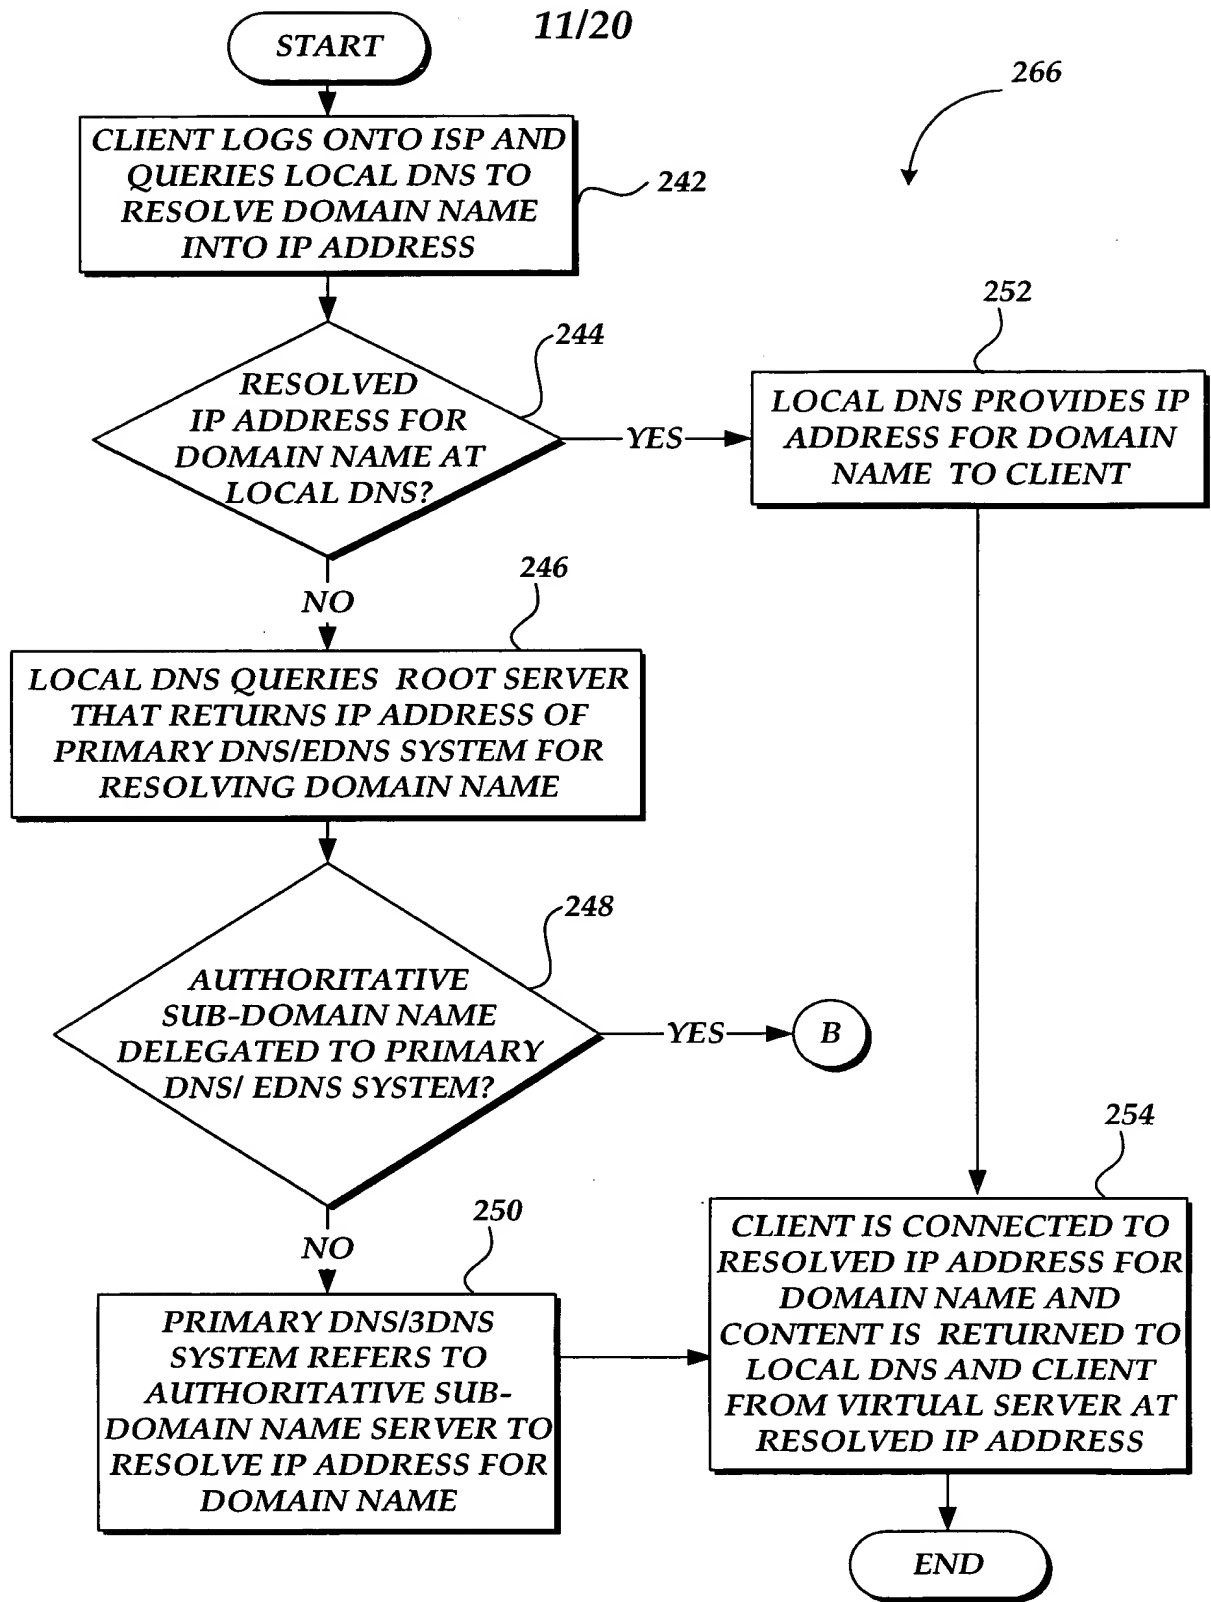 11/20
START
266
CLIENT LOGS ONTO ISP AND
QUERIES LOCAL DNS TO
RESOLVE DOMAIN NAME
INTO IP ADDRESS
242
244
RESOLVED
IP ADDRESS FOR
DOMAIN NAME AT
LOCAL DNS?
YES
252
LOCAL DNS PROVIDES IP
ADDRESS FOR DOMAIN
NAME TO CLIENT
NO
246
LOCAL DNS QUERIES ROOT SERVER
THAT RETURNS IP ADDRESS OF
PRIMARY DNS/EDNS SYSTEM FOR
RESOLVING DOMAIN NAME
248
AUTHORITATIVE
SUB-DOMAIN NAME
DELEGATED TO PRIMARY
DNS/ EDNS SYSTEM?
YES
B
NO
250
PRIMARY DNS/3DNS
SYSTEM REFERS TO
AUTHORITATIVE SUB-
DOMAIN NAME SERVER TO
RESOLVE IP ADDRESS FOR
DOMAIN NAME
254
CLIENT IS CONNECTED TO
RESOLVED IP ADDRESS FOR
DOMAIN NAME AND
CONTENT IS RETURNED TO
LOCAL DNS AND CLIENT
FROM VIRTUAL SERVER AT
RESOLVED IP ADDRESS
END